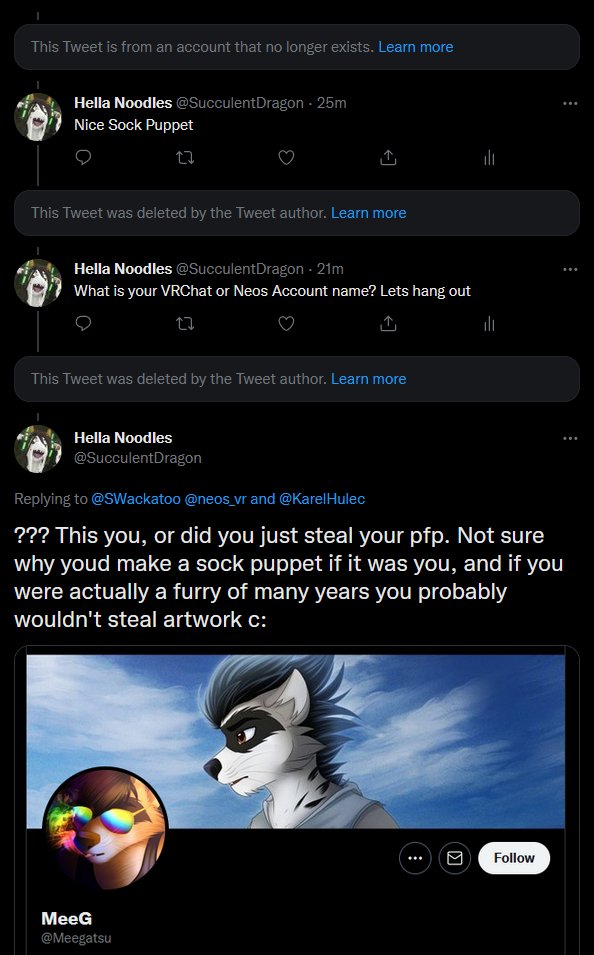 This Tweet is from an account that no longer exists. Learn more
Hella Noodles @SucculentDragon · 25m
Nice Sock Puppet
This Tweet was deleted by the Tweet author. Learn more
Hella Noodles @SucculentDragon · 21m
What is your VRChat or Neos Account name? Lets hang out
This Tweet was deleted by the Tweet author. Learn more
Hella Noodles
@SucculentDragon
Replying to @SWackatoo @neos_vr and @KarelHulec
??? This you, or did you just steal your pfp. Not sure
why youd make a sock puppet if it was you, and if you
were actually a furry of many years you probably
wouldn't steal artwork c:
Follow
MeeG
@Meegatsu